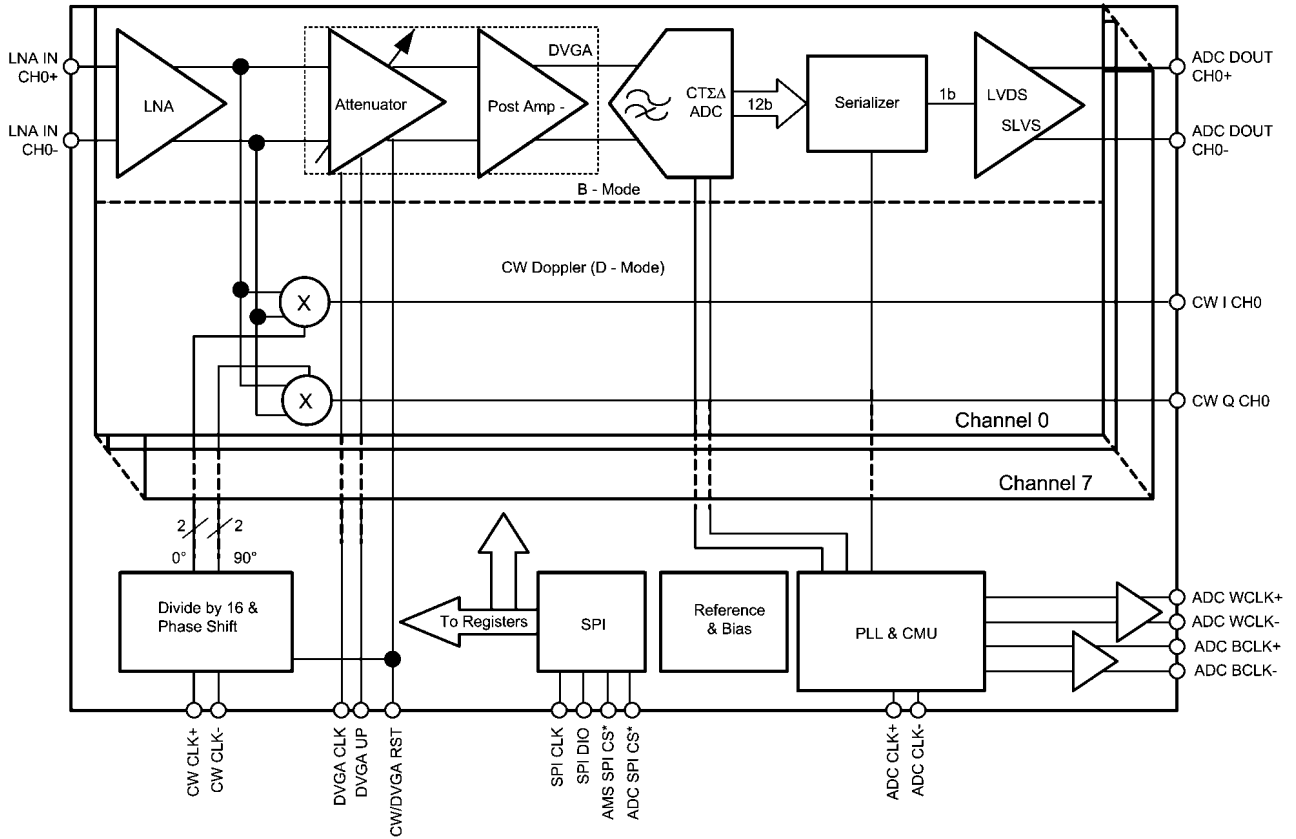 LNA IN
CH0+
LNA IN
CH0-
LNA
Attenuator
Post Amp -
DVGA
CTΣΔ
ADC
12b
Serializer
1b
LVDS
SLVS
ADC DOUT
CH0+
ADC DOUT
CH0-
B - Mode
CW Doppler (D - Mode)
X
CW I CH0
X
CW Q CH0
Channel 0
Channel 7
2
2
0°
90°
Divide by 16 &
Phase Shift
To Registers
SPI
Reference
& Bias
PLL & CMU
ADC WCLK+
ADC WCLK-
ADC BCLK+
ADC BCLK-
CW CLK+
CW CLK-
DVGA CLK
DVGA UP
CW/DVGA RST
SPI CLK
SPI DIO
AMS SPI CS*
ADC SPI CS*
ADC CLK+
ADC CLK-